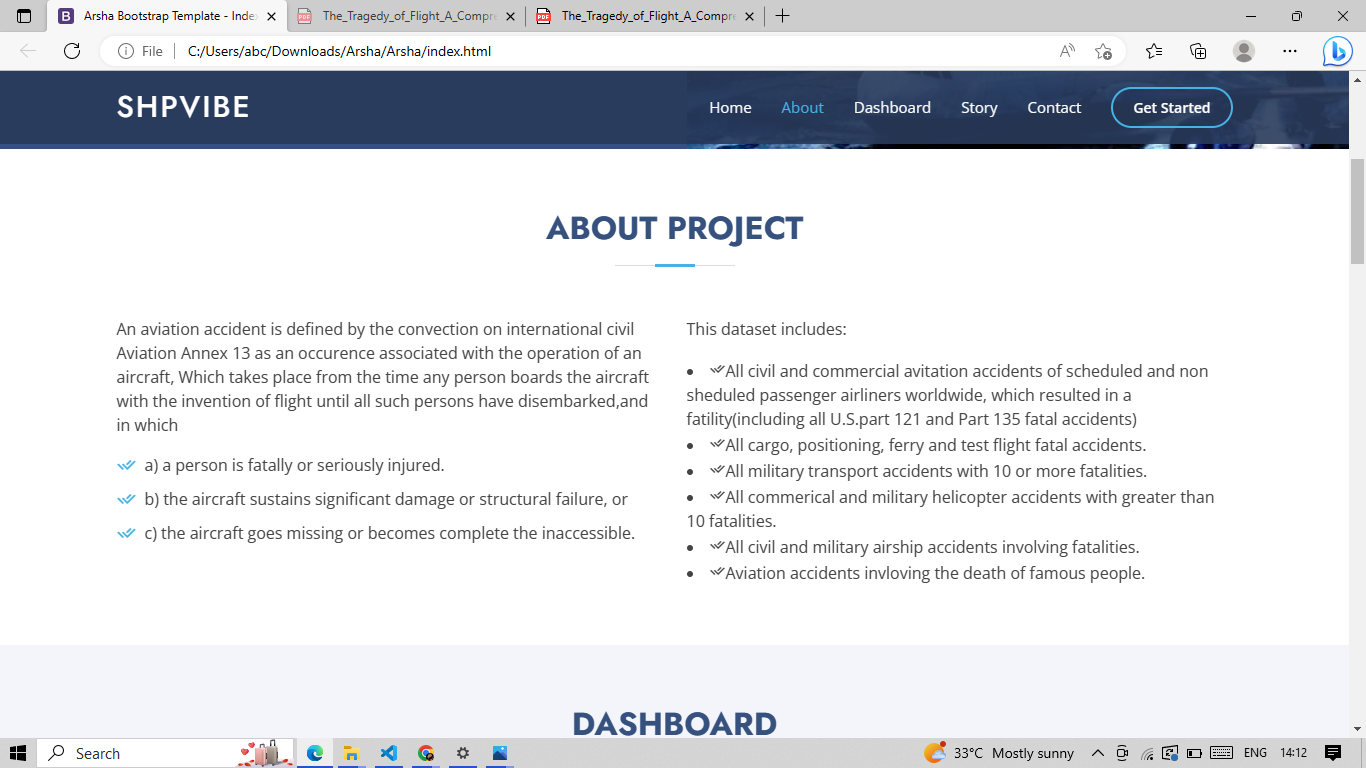 Arsha Bootstrap Template - Index
The_Tragedy_of_Flight_A_Compre
The_Tragedy_of_Flight_A_Compre
File
C:/Users/abc/Downloads/Arsha/Arsha/index.html
SHPVIBE
Home
About
Dashboard
Story
Contact
Get Started
ABOUT PROJECT
An aviation accident is defined by the convection on international civil
Aviation Annex 13 as an occurence associated with the operation of an
aircraft, Which takes place from the time any person boards the aircraft
with the invention of flight until all such persons have disembarked,and
in which
a) a person is fatally or seriously injured.
b) the aircraft sustains significant damage or structural failure, or
c) the aircraft goes missing or becomes complete the inaccessible.
This dataset includes:
All civil and commercial avitation accidents of scheduled and non
sheduled passenger airliners worldwide, which resulted in a
fatility(including all U.S.part 121 and Part 135 fatal accidents)
All cargo, positioning, ferry and test flight fatal accidents.
All military transport accidents with 10 or more fatalities.
All commerical and military helicopter accidents with greater than
10 fatalities.
All civil and military airship accidents involving fatalities.
Aviation accidents invloving the death of famous people.
DASHBOARD
Search
33°C Mostly sunny
ENG
14:12